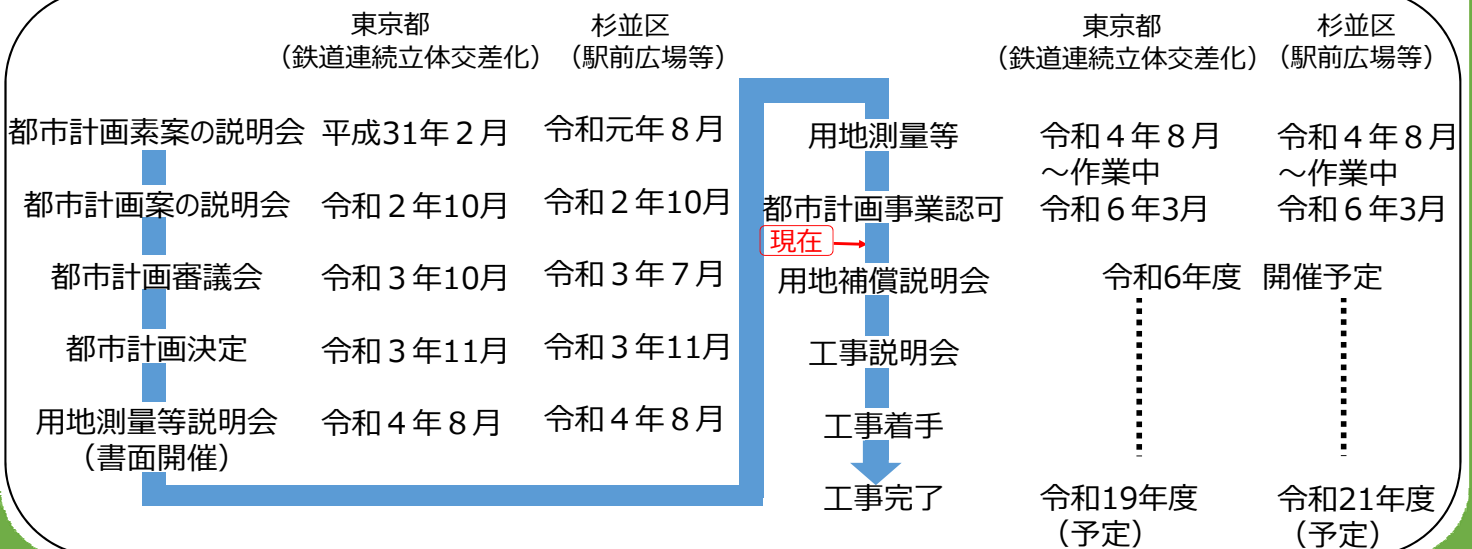 東京都 杉並区
（鉄道連続立体交差化）（駅前広場等）
都市計画素案の説明会 平成31年２月 令和元年８月
都市計画案の説明会 令和２年10月 令和２年10月
都市計画審議会 令和３年10月 令和３年７月
都市計画決定 令和３年11月 令和３年11月
用地測量等説明会 令和４年８月 令和４年８月
（書面開催）
東京都 杉並区
（鉄道連続立体交差化）（駅前広場等）
用地測量等 令和４年８月 令和４年８月
～作業中 ～作業中
都市計画事業認可 令和６年3月 令和６年3月
現在
用地補償説明会 令和6年度 開催予定
工事説明会
工事着手
工事完了 令和19年度 令和21年度
（予定） （予定）